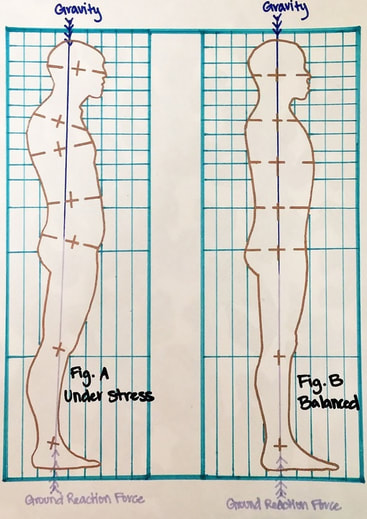 Gravity
Gravity
Fig. A
Under stress
Fig. B
Balanced
Ground Reaction Force
Ground Reaction Force